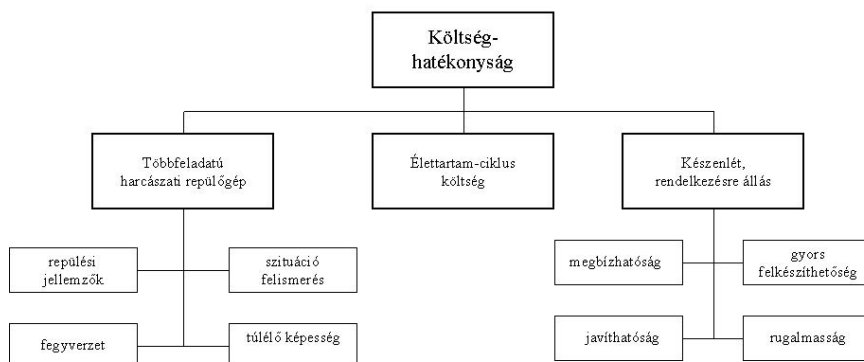 Költség-
hatékonyság
Többfeladatú
harcászati repülőgép
Élettartam-ciklus
költség
Készenlét,
rendelkezésre állás
repülési
jellemzők
szituáció
felismerés
fegyverzet
túlélő képesség
megbízhatóság
gyors
felkészíthetőség
javíthatóság
rugalmasság